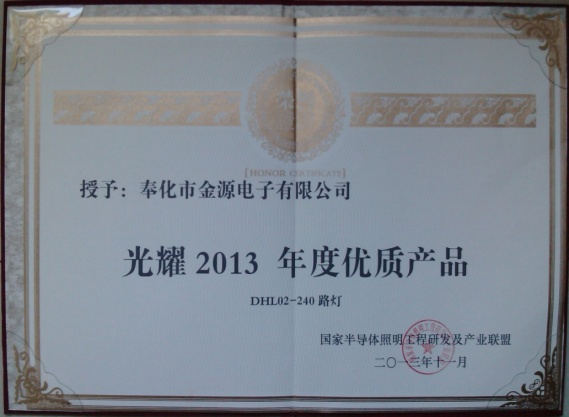 [HONOR CERTIFICATE]
授予：奉化市金源电子有限公司
光耀 2013 年度优质产品
DHL02-240 路灯
国家半导体照明工程研发及产业联盟
二〇一三年十一月